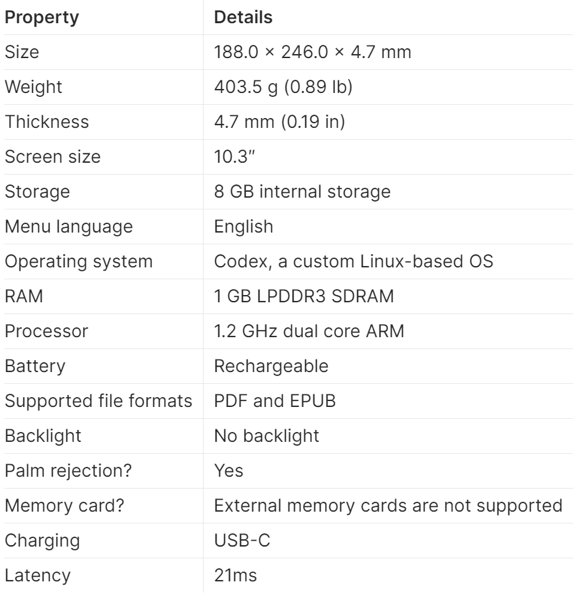 Property Details
Size 188.0 × 246.0 × 4.7 mm
Weight 403.5 g (0.89 lb)
Thickness 4.7 mm (0.19 in)
Screen size 10.3″
Storage 8 GB internal storage
Menu language English
Operating system Codex, a custom Linux-based OS
RAM 1 GB LPDDR3 SDRAM
Processor 1.2 GHz dual core ARM
Battery Rechargeable
Supported file formats PDF and EPUB
Backlight No backlight
Palm rejection? Yes
Memory card? External memory cards are not supported
Charging USB-C
Latency 21ms